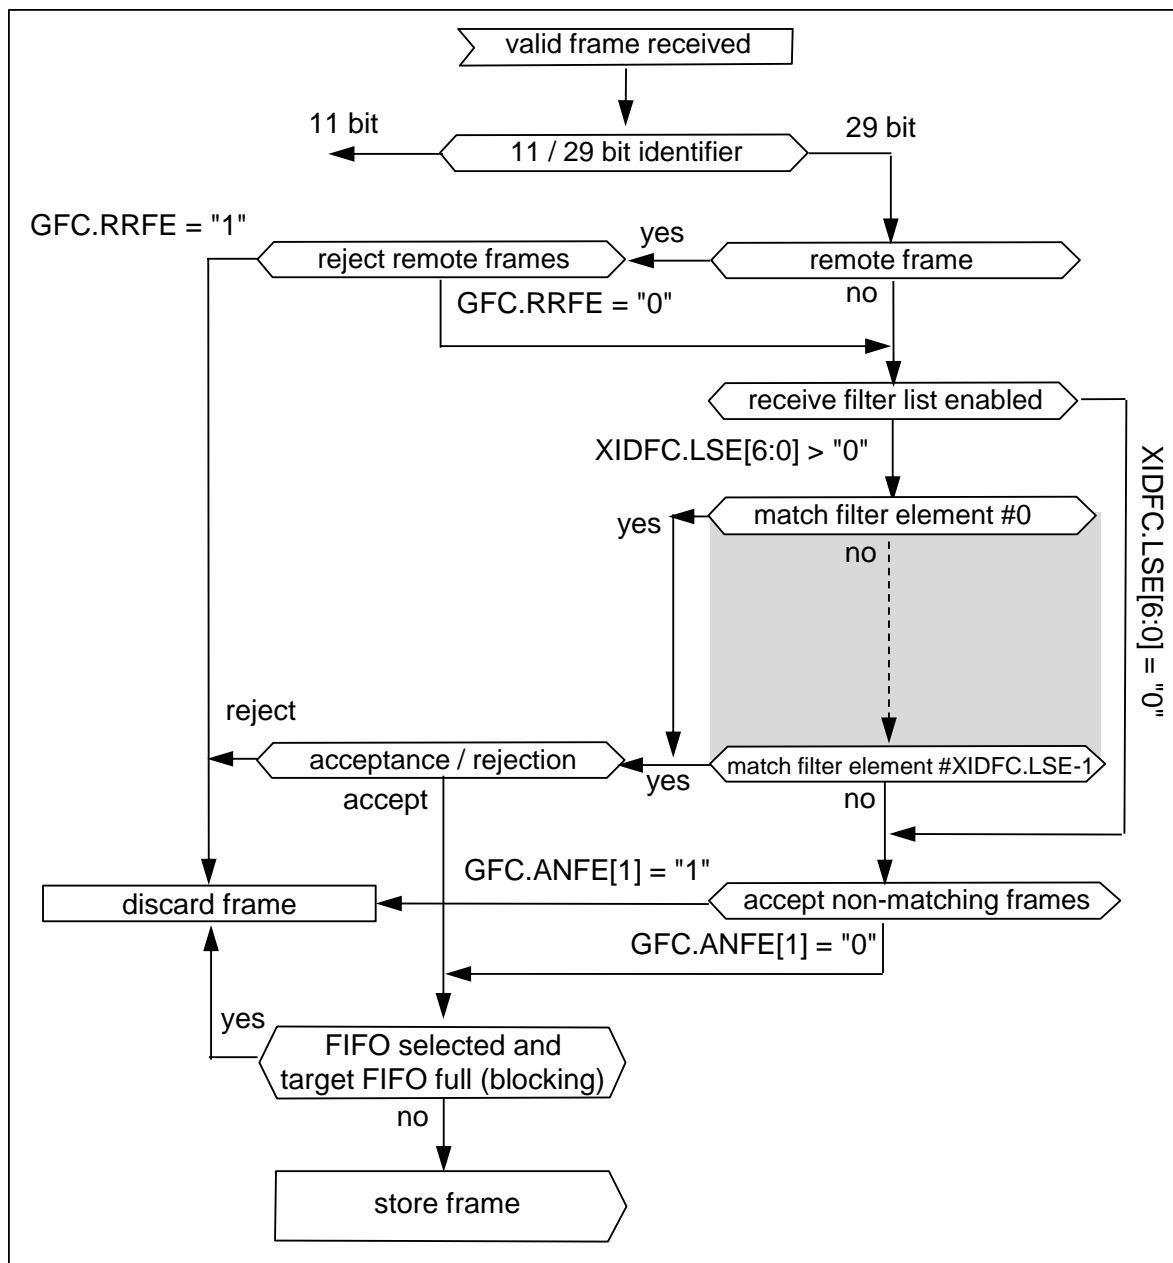 valid frame received
11 bit
29 bit
11 / 29 bit identifier
GFC.RRFE = "1"
yes
reject remote frames
remote frame
GFC.RRFE = "0"
no
receive filter list enabled
XIDFC.LSE[6:0] > "0"
XIDFC.LSE[6:0] = "0"
match filter element #0
yes
no
reject
acceptance / rejection
yes
match filter element #XIDFC.LSE-1
accept
no
GFC.ANFE[1] = "1"
discard frame
accept non-matching frames
GFC.ANFE[1] = "0"
yes
FIFO selected and
target FIFO full (blocking)
no
store frame